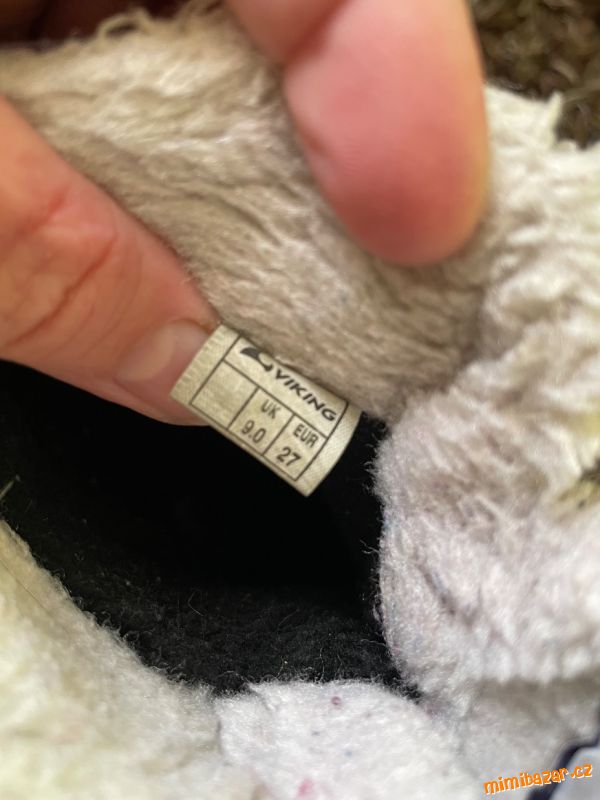 VIKING
UK EUR
9.0 27
mimibazar.cz